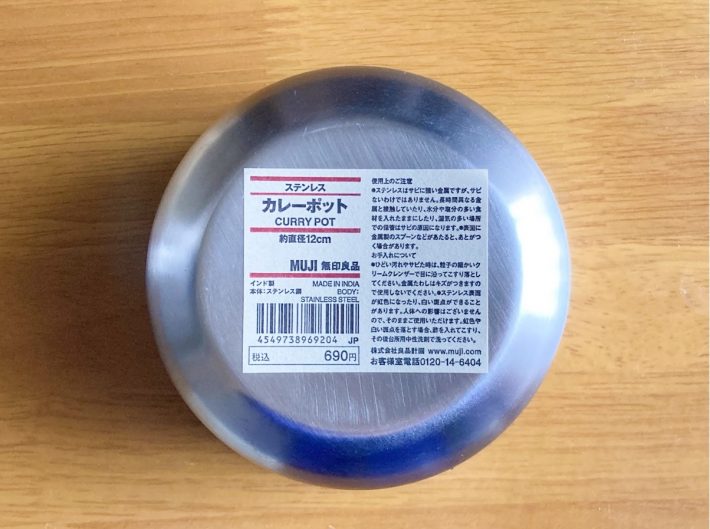 ステンレス
カレーポット
CURRY POT
約直径12cm
MUJI 無印良品
インド製 MADE IN INDIA
本体：ステンレス鋼 BODY:
STAINLESS STEEL
4549738969204 JP
税込 690円
使用上のご注意
●ステンレスはサビに強い金属ですが、サビ
ないわけではありません。長時間異なる金
属と接触していたり、水分や塩分の多い食
材を入れたままにしたり、湿気の多い場所
での保管はサビの原因になります。●表面に
金属製のスプーンなどがあたると、あとがつ
く場合があります。
お手入れについて
●ひどい汚れやサビた時は、粒子の細かいク
リームクレンザーで目に沿ってこすり落とし
てください。金属たわしはキズがつきますの
で使用しないでください。●ステンレス表面
が虹色になったり、白い斑点ができること
があります。人体への影響はございません
ので、そのままご使用いただけます。虹色や
白い斑点を落とす場合、酢を入れてこすり、
その後台所用中性洗剤で洗ってください。
株式会社良品計画 www.muji.com
お客様室電話0120-14-6404